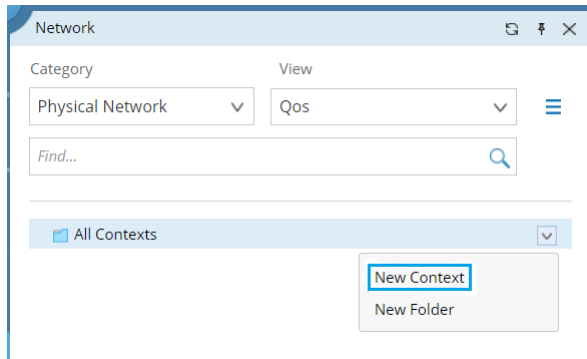 Network
Category View
Physical Network Qos
Find...
All Contexts
New Context
New Folder